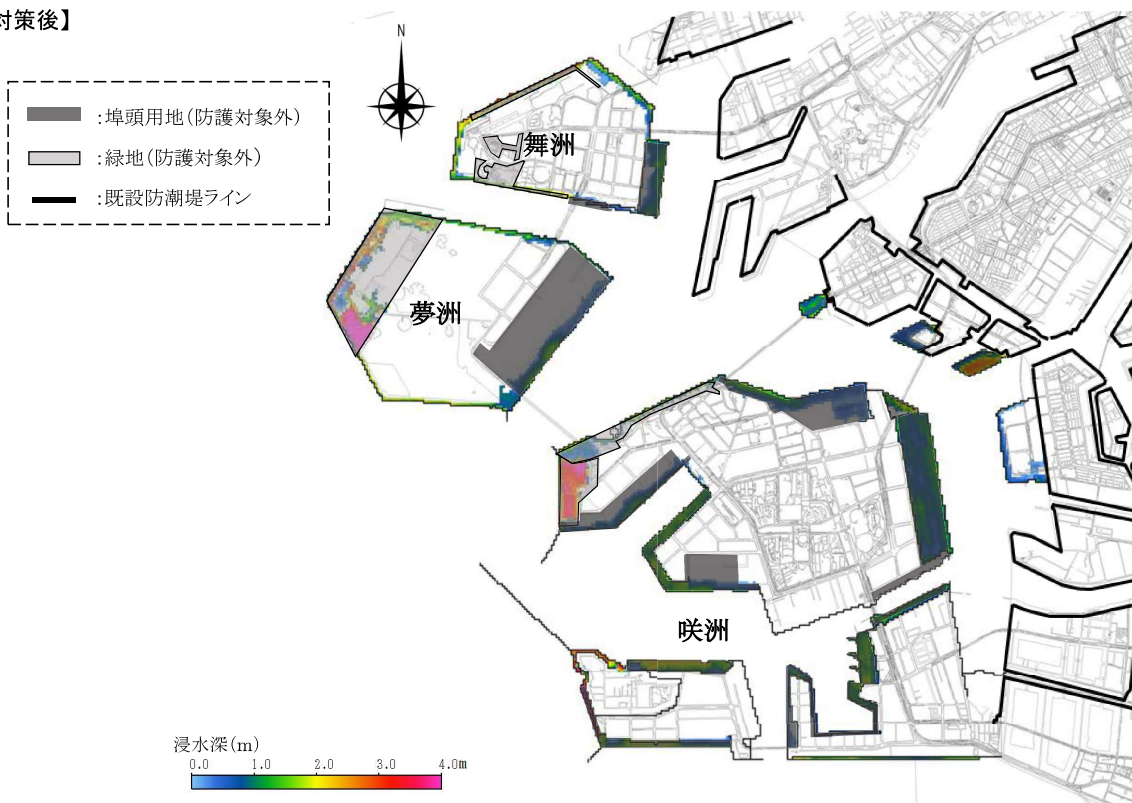 対策後】
N
:埠頭用地(防護対象外)
:緑地(防護対象外)
:既設防潮堤ライン
舞洲
夢洲
咲洲
浸水深(m)
0.0 1.0 2.0 3.0 4.0m